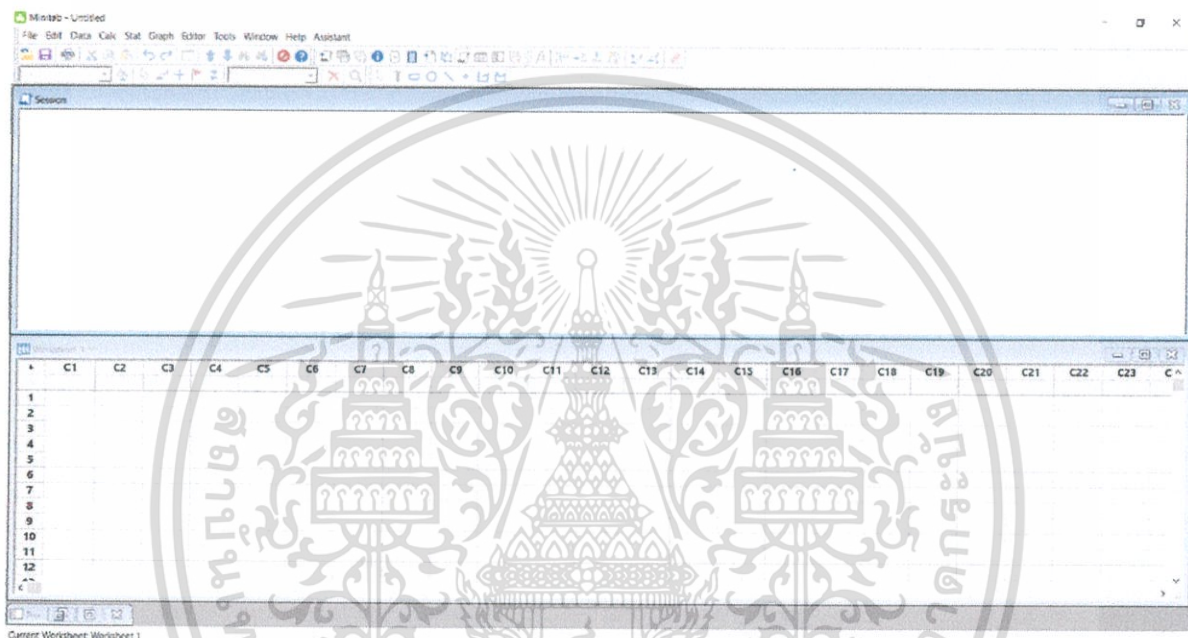 Minitab - Untitled
File Edit Data Calc Stat Graph Editor Tools Window Help Assistant
Session
Worksheet 1
C1 C2 C3 C4 C5 C6 C7 C8 C9 C10 C11 C12 C13 C14 C15 C16 C17 C18 C19 C20 C21 C22 C23 C
1
2
3
4
5
6
7
8
9
10
11
12
Current Worksheet: Worksheet 1